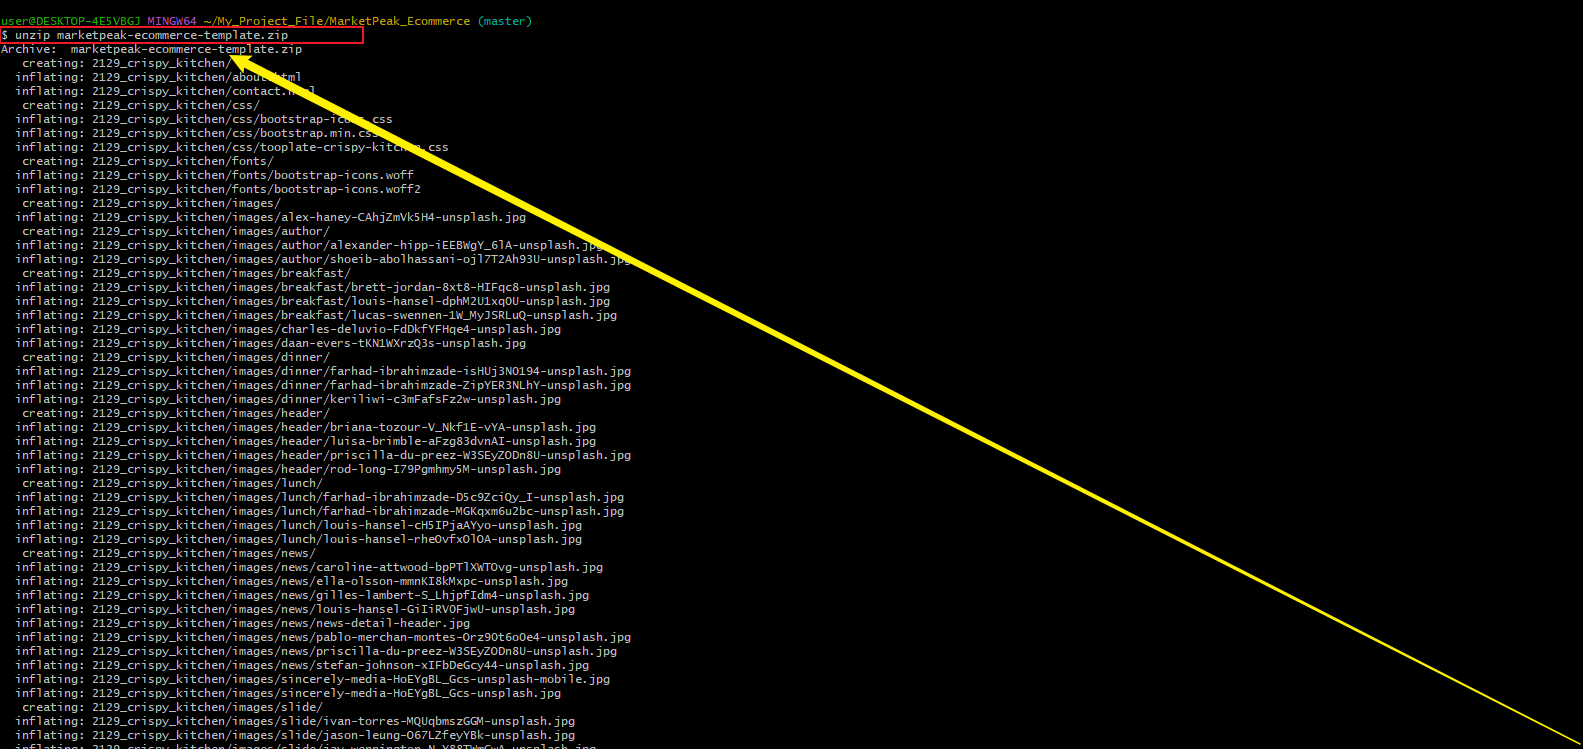 user@DESKTOP-4E5VBGJ MINGW64 ~/My_Project_File/MarketPeak_Ecommerce (master)
$ unzip marketpeak-ecommerce-template.zip
Archive:  marketpeak-ecommerce-template.zip
creating: 2129_crispy_kitchen/
inflating: 2129_crispy_kitchen/about.html
inflating: 2129_crispy_kitchen/contact.html
creating: 2129_crispy_kitchen/css/
inflating: 2129_crispy_kitchen/css/bootstrap-icons.css
inflating: 2129_crispy_kitchen/css/bootstrap.min.css
inflating: 2129_crispy_kitchen/css/tooplate-crispy-kitchen.css
creating: 2129_crispy_kitchen/fonts/
inflating: 2129_crispy_kitchen/fonts/bootstrap-icons.woff
inflating: 2129_crispy_kitchen/fonts/bootstrap-icons.woff2
creating: 2129_crispy_kitchen/images/
inflating: 2129_crispy_kitchen/images/alex-haney-CAhjZmVk5H4-unsplash.jpg
creating: 2129_crispy_kitchen/images/author/
inflating: 2129_crispy_kitchen/images/author/alexander-hipp-iEEBWgY_6lA-unsplash.jpg
inflating: 2129_crispy_kitchen/images/author/shoeib-abolhassani-ojl7T2Ah93U-unsplash.jpg
creating: 2129_crispy_kitchen/images/breakfast/
inflating: 2129_crispy_kitchen/images/breakfast/brett-jordan-8xt8-HIFqc8-unsplash.jpg
inflating: 2129_crispy_kitchen/images/breakfast/louis-hansel-dphM2U1xqOU-unsplash.jpg
inflating: 2129_crispy_kitchen/images/breakfast/lucas-swennen-1W_MyJSRLuQ-unsplash.jpg
inflating: 2129_crispy_kitchen/images/charles-deluvio-FdDkfYFHqe4-unsplash.jpg
inflating: 2129_crispy_kitchen/images/daan-evers-tKN1WXrzQ3s-unsplash.jpg
creating: 2129_crispy_kitchen/images/dinner/
inflating: 2129_crispy_kitchen/images/dinner/farhad-ibrahimzade-isHUj3NO194-unsplash.jpg
inflating: 2129_crispy_kitchen/images/dinner/farhad-ibrahimzade-ZipYER3NLhY-unsplash.jpg
inflating: 2129_crispy_kitchen/images/dinner/keriliwi-c3mFafsFz2w-unsplash.jpg
creating: 2129_crispy_kitchen/images/header/
inflating: 2129_crispy_kitchen/images/header/briana-tozour-V_Nkf1E-vYA-unsplash.jpg
inflating: 2129_crispy_kitchen/images/header/luisa-brimble-aFzg83dvnAI-unsplash.jpg
inflating: 2129_crispy_kitchen/images/header/priscilla-du-preez-W3SEyZODn8U-unsplash.jpg
inflating: 2129_crispy_kitchen/images/header/rod-long-I79Pgmhmy5M-unsplash.jpg
creating: 2129_crispy_kitchen/images/lunch/
inflating: 2129_crispy_kitchen/images/lunch/farhad-ibrahimzade-D5c9ZciQy_I-unsplash.jpg
inflating: 2129_crispy_kitchen/images/lunch/farhad-ibrahimzade-MGKqxm6u2bc-unsplash.jpg
inflating: 2129_crispy_kitchen/images/lunch/louis-hansel-cH5IPjaAYyo-unsplash.jpg
inflating: 2129_crispy_kitchen/images/lunch/louis-hansel-rheOvfxOlOA-unsplash.jpg
creating: 2129_crispy_kitchen/images/news/
inflating: 2129_crispy_kitchen/images/news/caroline-attwood-bpPTlXWTOvg-unsplash.jpg
inflating: 2129_crispy_kitchen/images/news/ella-olsson-mmnKI8kMxpc-unsplash.jpg
inflating: 2129_crispy_kitchen/images/news/gilles-lambert-S_LhjpfIdm4-unsplash.jpg
inflating: 2129_crispy_kitchen/images/news/louis-hansel-GiIiRVOFjwU-unsplash.jpg
inflating: 2129_crispy_kitchen/images/news/news-detail-header.jpg
inflating: 2129_crispy_kitchen/images/news/pablo-merchan-montes-Orz90t6o0e4-unsplash.jpg
inflating: 2129_crispy_kitchen/images/news/priscilla-du-preez-W3SEyZODn8U-unsplash.jpg
inflating: 2129_crispy_kitchen/images/news/stefan-johnson-xIFbDeGcy44-unsplash.jpg
inflating: 2129_crispy_kitchen/images/news/sincerely-media-HoEYgBL_Gcs-unsplash-mobile.jpg
inflating: 2129_crispy_kitchen/images/news/sincerely-media-HoEYgBL_Gcs-unsplash.jpg
creating: 2129_crispy_kitchen/images/slide/
inflating: 2129_crispy_kitchen/images/slide/ivan-torres-MQUqbmszGGM-unsplash.jpg
inflating: 2129_crispy_kitchen/images/slide/jason-leung-O67LZfeyYBk-unsplash.jpg